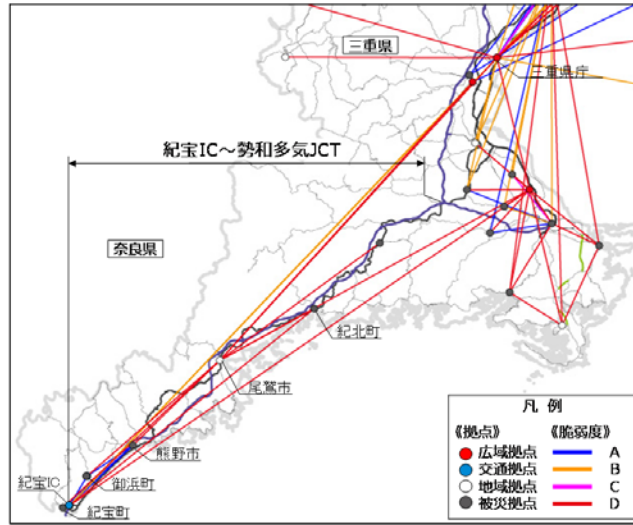 三重県
三重県庁
紀宝IC～勢和多気JCT
奈良県
紀北町
尾鷲市
熊野市
御浜町
紀宝IC
紀宝町
凡 例
《拠点》 《脆弱度》
広域拠点 A
交通拠点 B
地域拠点 C
被災拠点 D